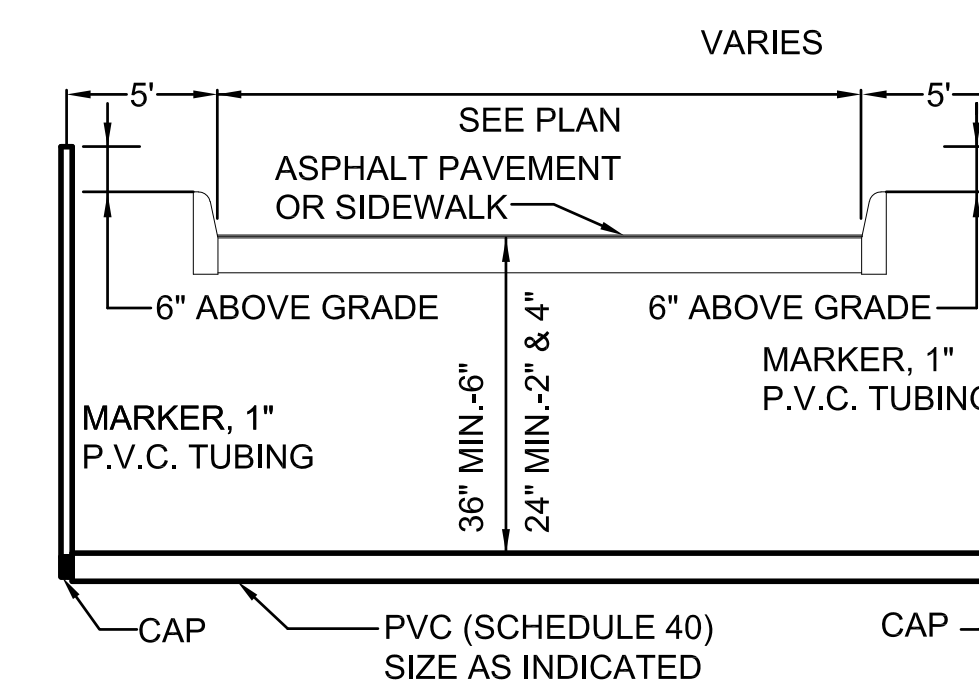 VARIES
5'
5'
SEE PLAN
ASPHALT PAVEMENT
OR SIDEWALK
6" ABOVE GRADE
6" ABOVE GRADE
MARKER, 1"
P.V.C. TUBING
36" MIN.-6"
24" MIN.-2" & 4"
MARKER, 1"
P.V.C. TUBING
CAP
PVC (SCHEDULE 40)
SIZE AS INDICATED
CAP